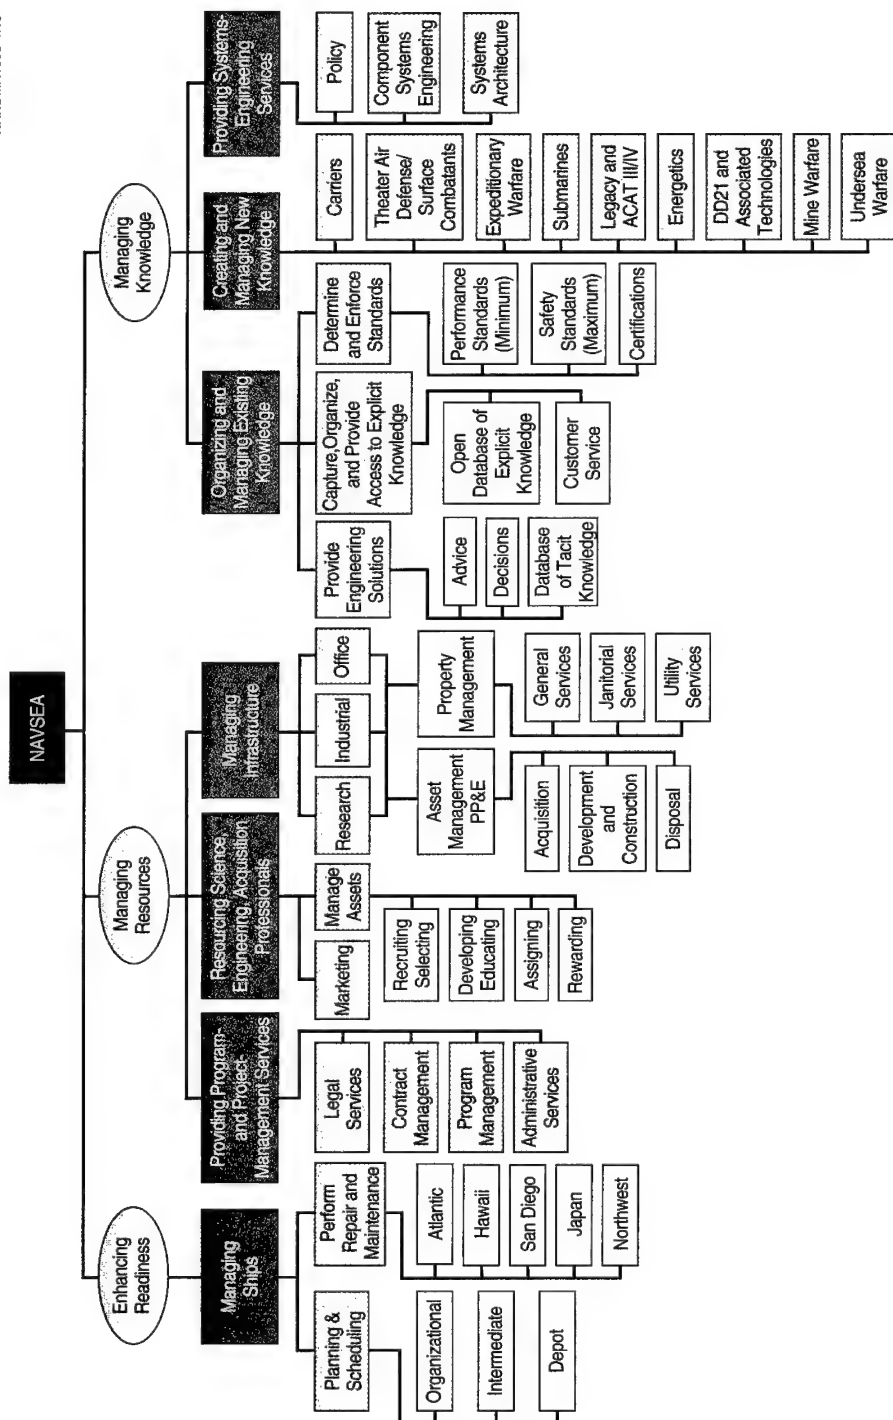 NAVSEA
Enhancing
Readiness
Managing
Resources
Managing
Knowledge
Managing
Ships
Providing Program-
and Project-
Management Services
Resourcing Science,
Engineering, Acquisition
Professionals
Managing
Infrastructure
Organizing and
Managing Existing
Knowledge
Creating and
Managing New
Knowledge
Providing Systems-
Engineering
Services
Planning &
Scheduling
Organizational
Intermediate
Depot
Perform
Repair and
Maintenance
Atlantic
Hawaii
San Diego
Japan
Northwest
Legal
Services
Contract
Management
Program
Management
Administrative
Services
Marketing
Manage
Assets
Recruiting
Selecting
Developing
Educating
Assigning
Rewarding
Research
Industrial
Office
Asset
Management
PP&E
Acquisition
Development
and
Construction
Disposal
Property
Management
General
Services
Janitorial
Services
Utility
Services
Provide
Engineering
Solutions
Advice
Decisions
Database
of Tacit
Knowledge
Capture, Organize,
and Provide
Access to Explicit
Knowledge
Open
Database of
Explicit
Knowledge
Customer
Service
Determine
and Enforce
Standards
Performance
Standards
(Minimum)
Safety
Standards
(Maximum)
Certifications
Carriers
Theater Air
Defense/
Surface
Combatants
Expeditionary
Warfare
Submarines
Legacy and
ACAT III/IV
Energetics
DD21 and
Associated
Technologies
Mine Warfare
Undersea
Warfare
Policy
Component
Systems
Engineering
Systems
Architecture